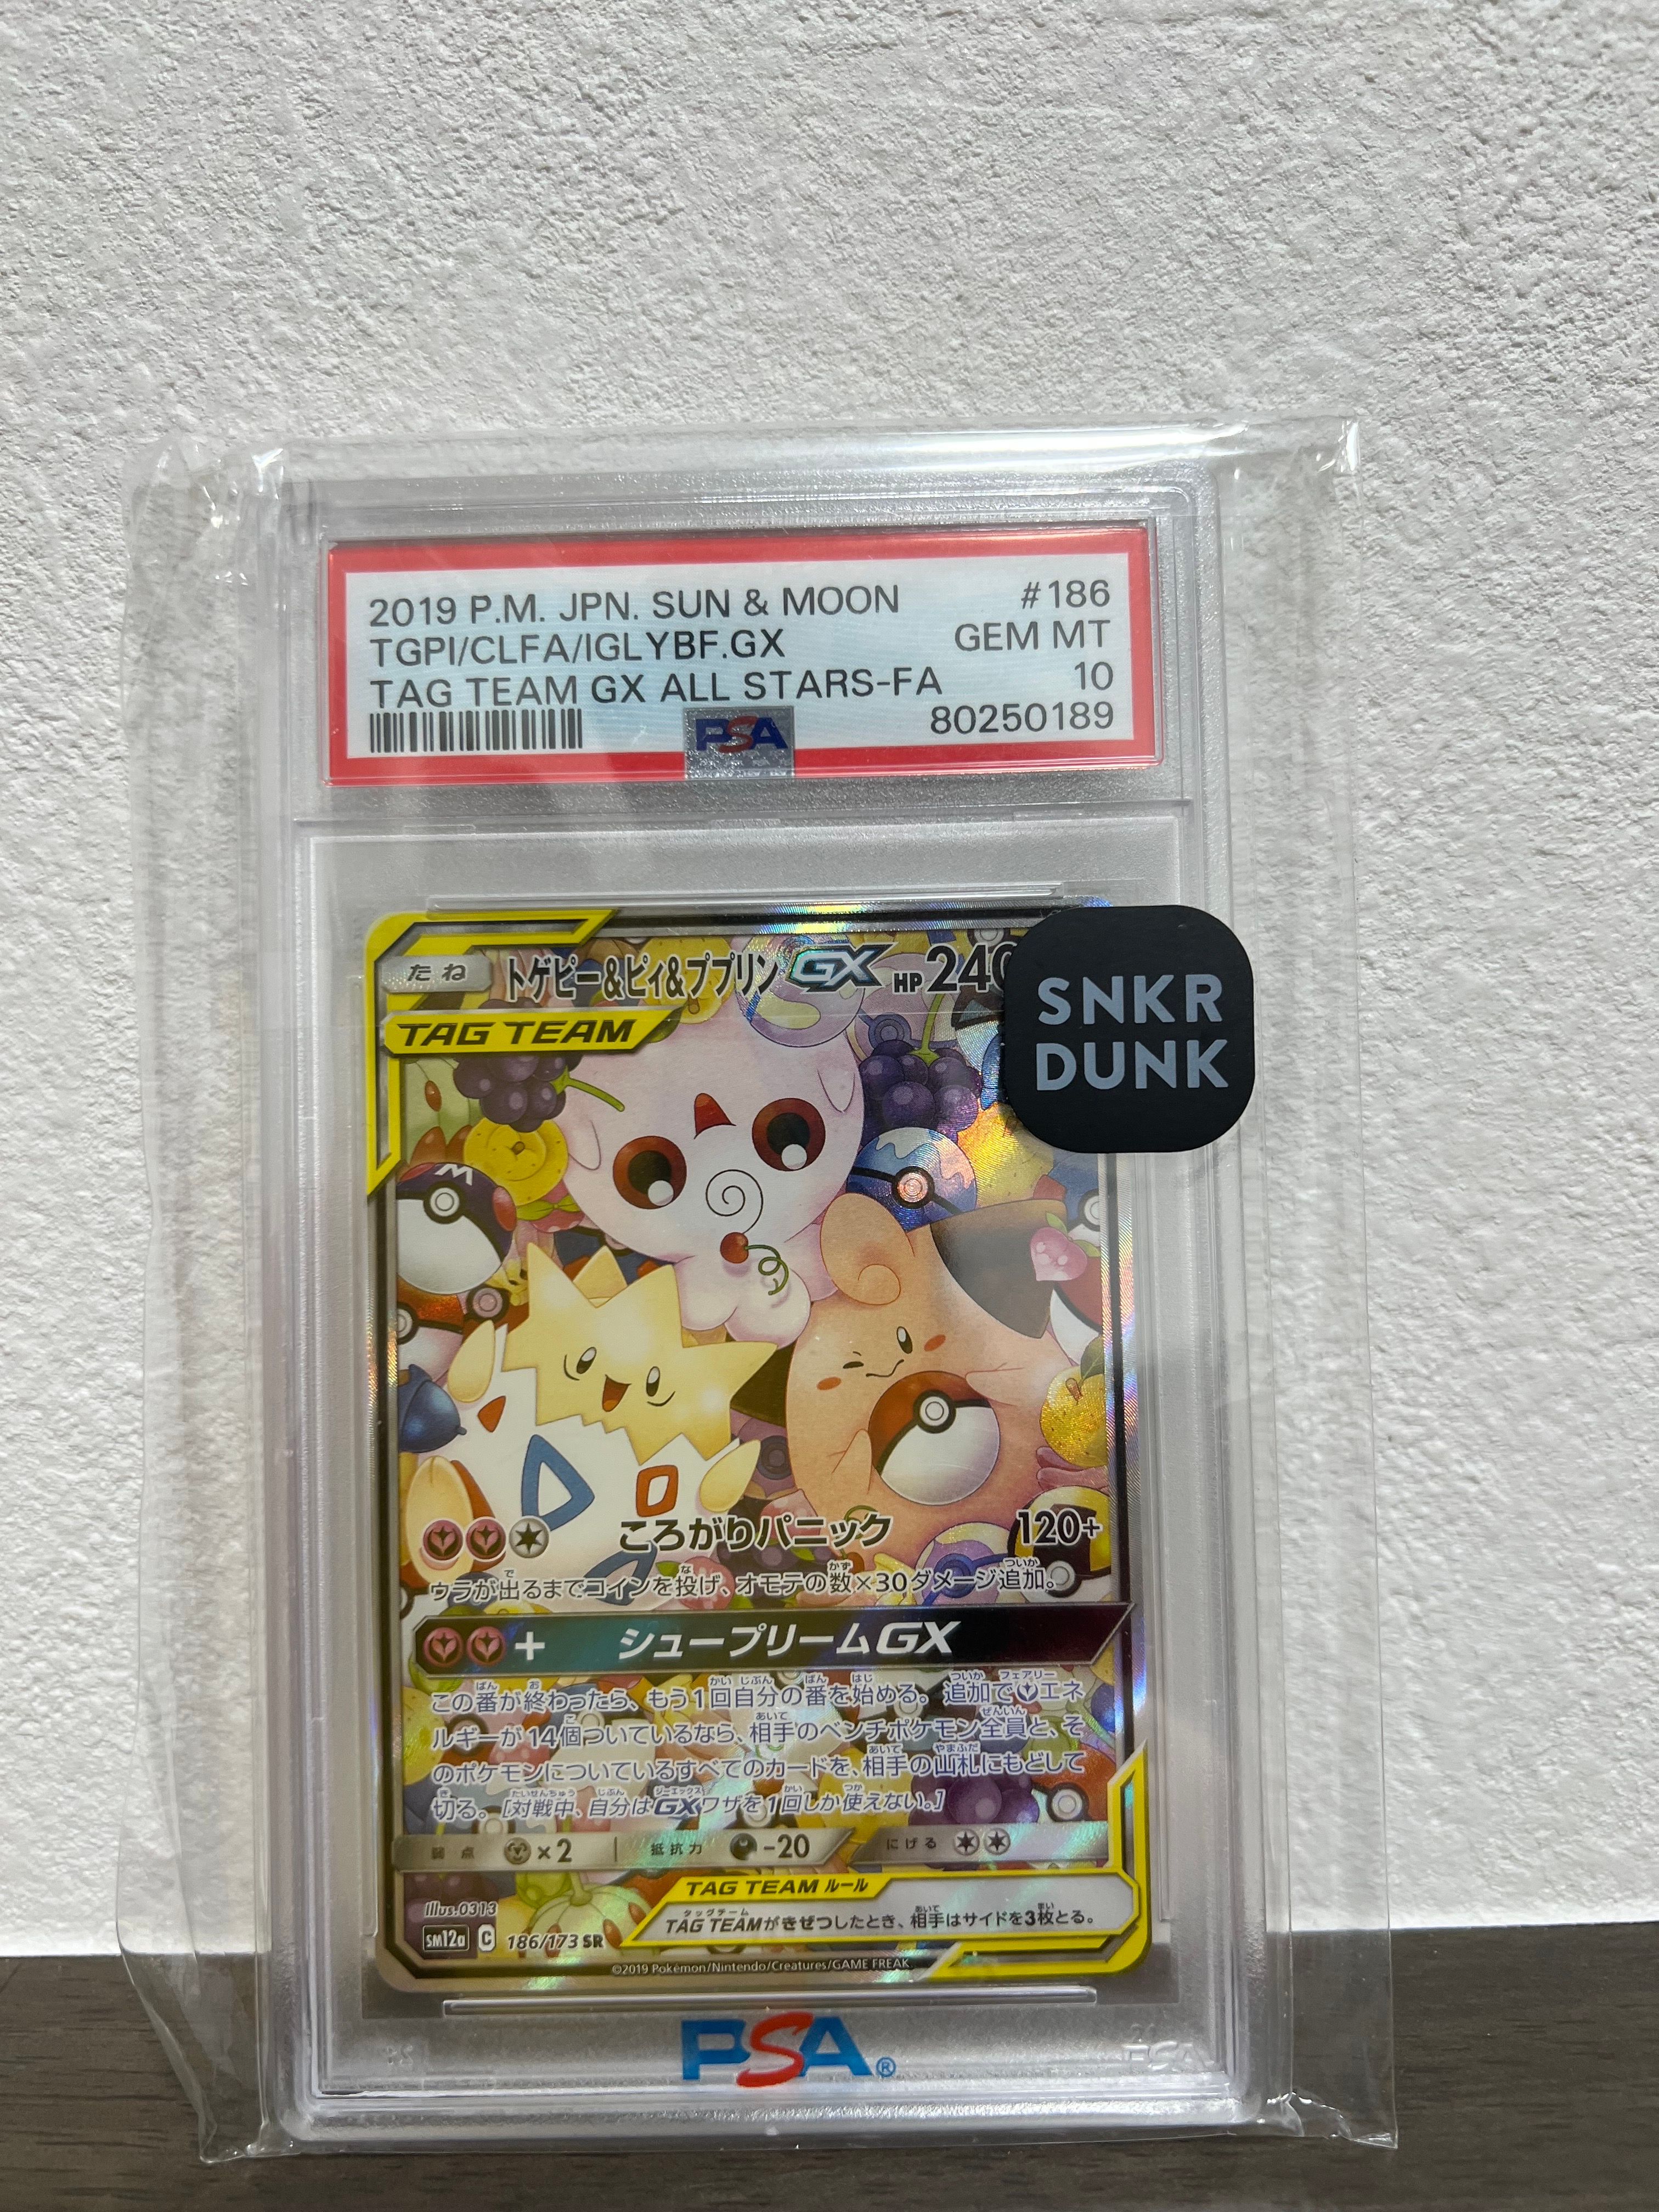 2019 P.M. JPN. SUN & MOON #186
TGPI/CLFA/IGLYBF.GX GEM MT
TAG TEAM GX ALL STARS-FA 10
80250189
PSA
たね トゲピー&ピィ&ププリンGX HP240
TAG TEAM
SNKR
DUNK
M
ころがりパニック 120+
ウラが出るまでコインを投げ、オモテの数×30ダメージ追加。
+ シュープリームGX
この番が終わったら、もう1回自分の番を始める。追加でエネ
ルギーが14個ついているなら、相手のベンチポケモン全員と、そ
のポケモンについているすべてのカードを、相手の山札にもどして
切る。[対戦中、自分はGXワザを1回しか使えない。]
弱点 ×2 抵抗力 -20 にげる
TAG TEAM ルール
TAG TEAMがきぜつしたとき、相手はサイドを3枚とる。
Illus.0313
SM12a C 186/173 SR
©2019 Pokémon/Nintendo/Creatures/GAME FREAK
PSA®